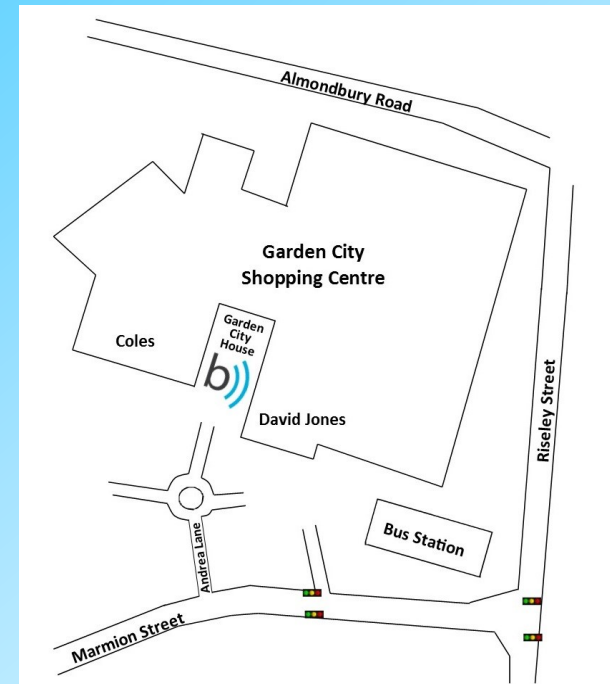 Almondbury Road
Garden City
Shopping Centre
Garden
City
House
Coles
b
David Jones
Riseley Street
Bus Station
Andrea Lane
Marmion Street